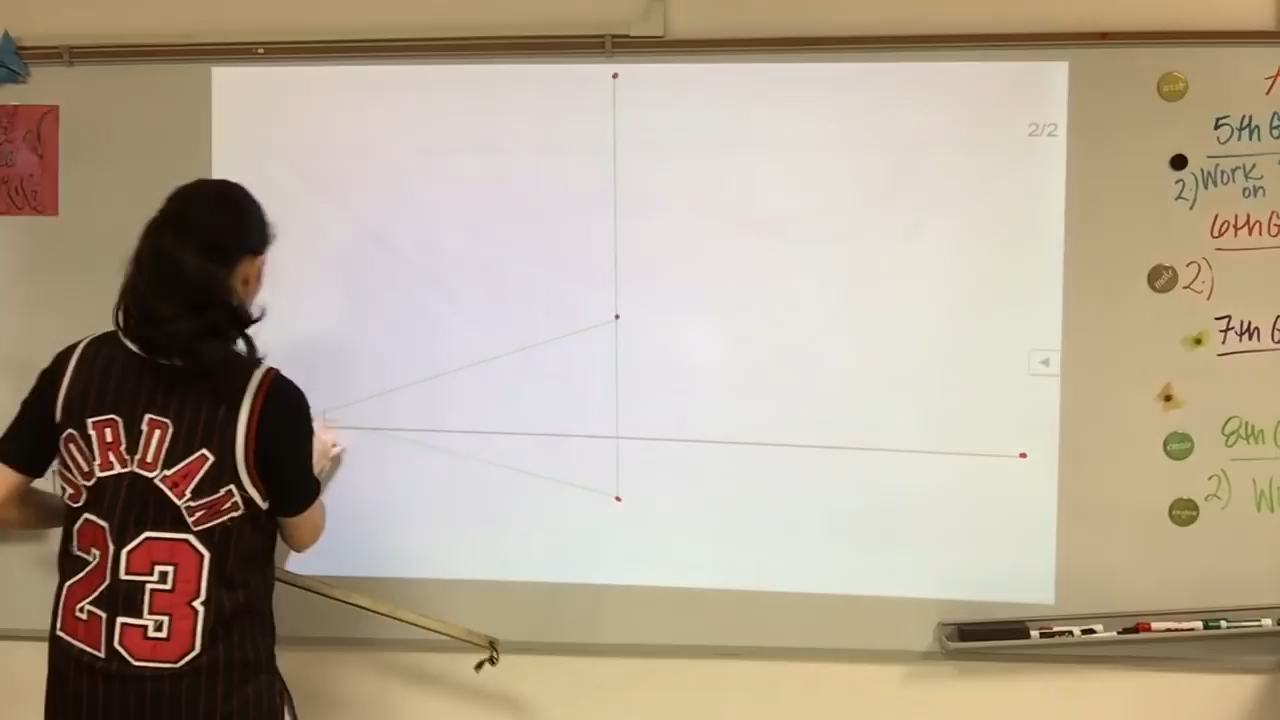 2/2
5th G
2) Work
on
6th G
2.)
7th G
8th G
2) W
JORDAN
23